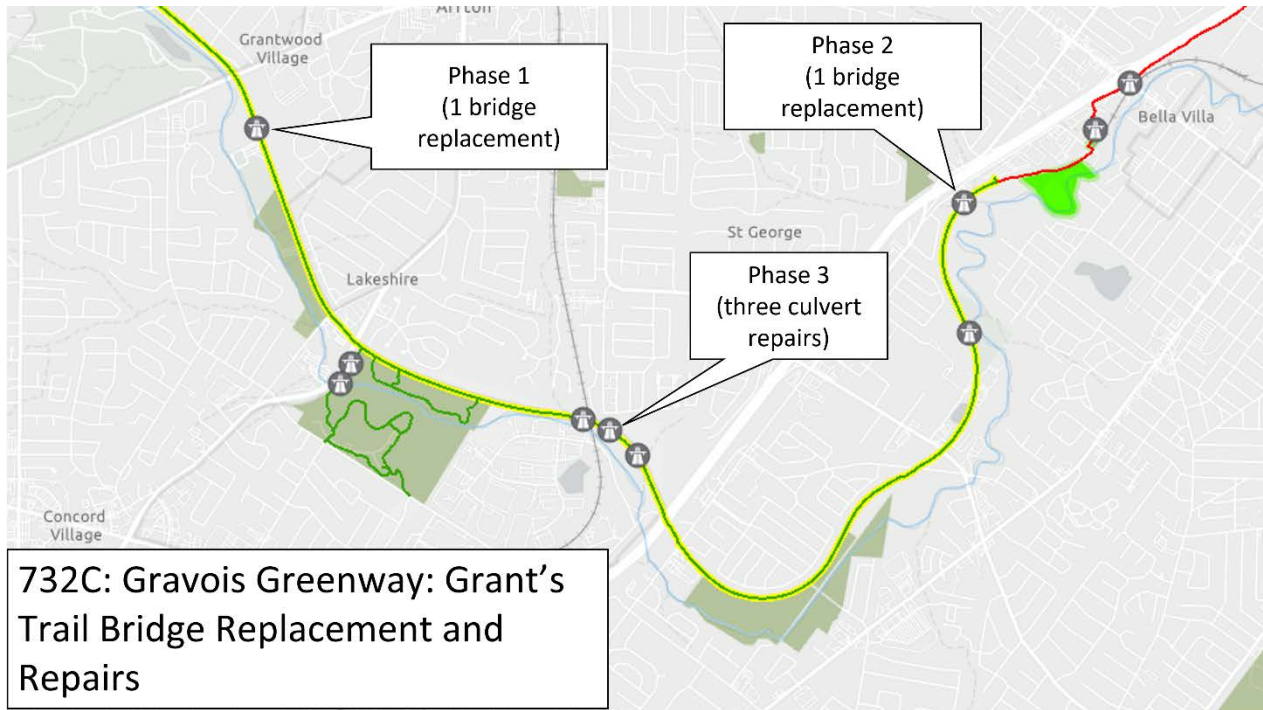 Affton
Grantwood
Village
Phase 1
(1 bridge
replacement)
Phase 2
(1 bridge
replacement)
Bella Villa
St George
Lakeshire
Phase 3
(three culvert
repairs)
Concord
Village
732C: Gravois Greenway: Grant’s
Trail Bridge Replacement and
Repairs